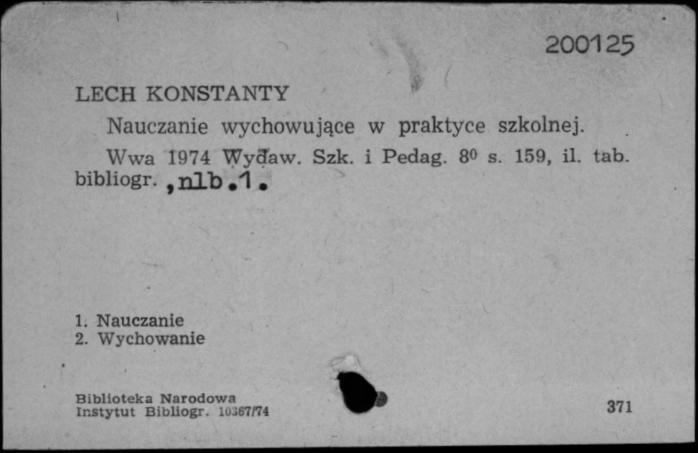 200125
LECH KONSTANTY
Nauczanie wychowujące w praktyce szkolnej.
Wwa 1974 Wydaw. Szk. i Pedag. 8⁰ s. 159, il. tab.
bibliogr. ,nlb.1.
1. Nauczanie
2. Wychowanie
Biblioteka Narodowa
Instytut Bibliogr. 10367/74
371